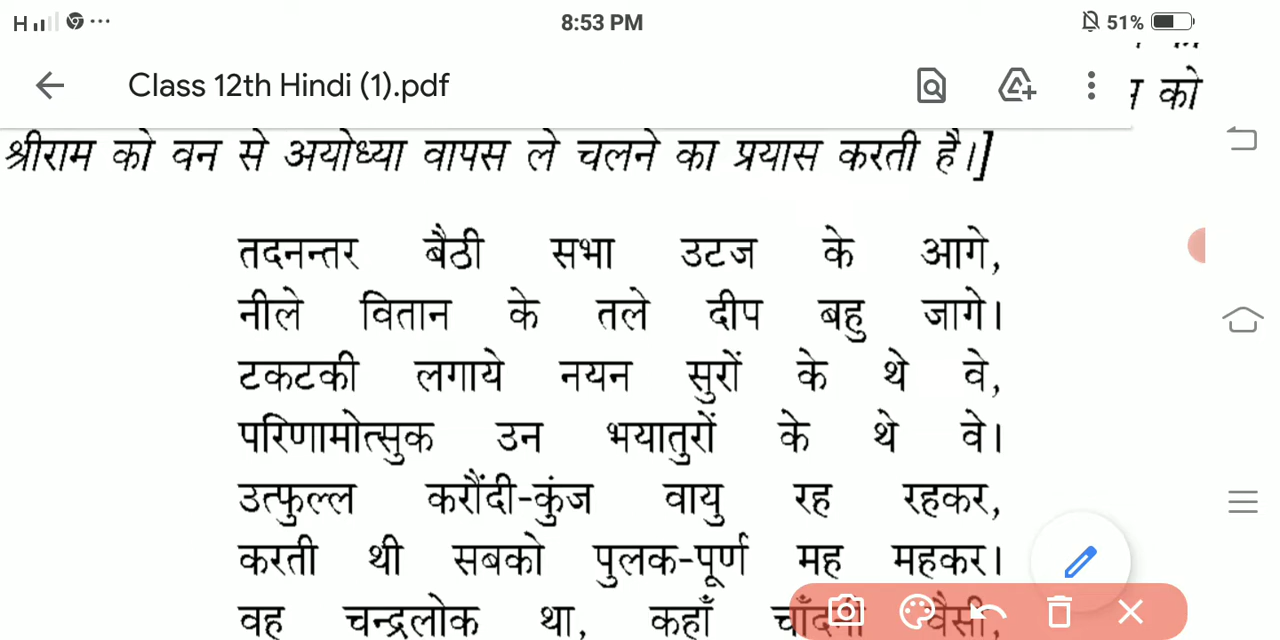 H 8:53 PM 51%
Class 12th Hindi (1).pdf
को
श्रीराम को वन से अयोध्या वापस ले चलने का प्रयास करती है।]
तदनन्तर बैठी सभा उटज के आगे,
नीले वितान के तले दीप बहु जागे।
टकटकी लगाये नयन सुरों के थे वे,
परिणामोत्सुक उन भयातुरों के थे वे।
उत्फुल्ल करौंदी-कुंज वायु रह रहकर,
करती थी सबको पुलक-पूर्ण मह महकर।
वह चन्द्रलोक था, कहाँ चाँदनी वैसी,